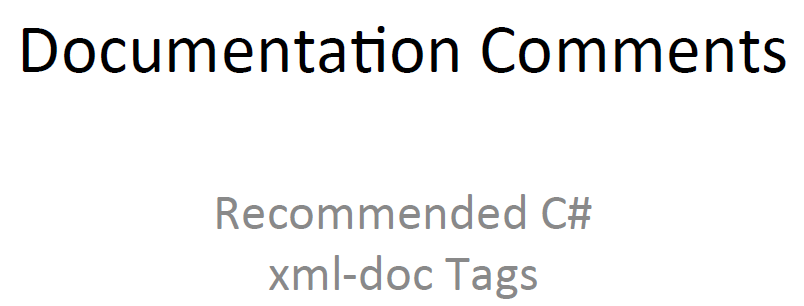 Documentation Comments
Recommended C#
xml-doc Tags